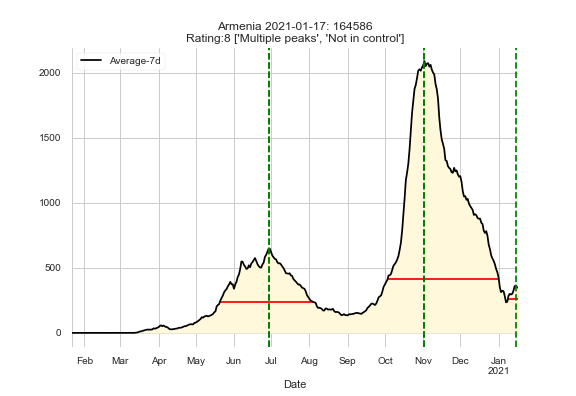 Armenia 2021-01-17: 164586
Rating:8 ['Multiple peaks', 'Not in control']
Average-7d
2000
1500
1000
500
0
Feb Mar Apr May Jun Jul Aug Sep Oct Nov Dec Jan
2021
Date